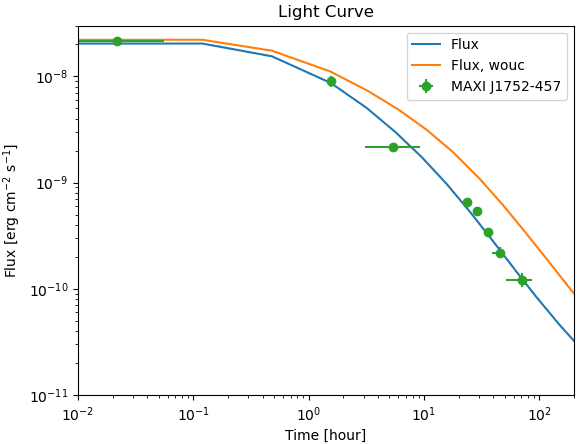 Light Curve
Flux
Flux, wouc
MAXI J1752-457
Flux [erg cm⁻² s⁻¹]
10⁻⁸
10⁻⁹
10⁻¹⁰
10⁻¹¹
10⁻² 10⁻¹ 10⁰ 10¹ 10²
Time [hour]